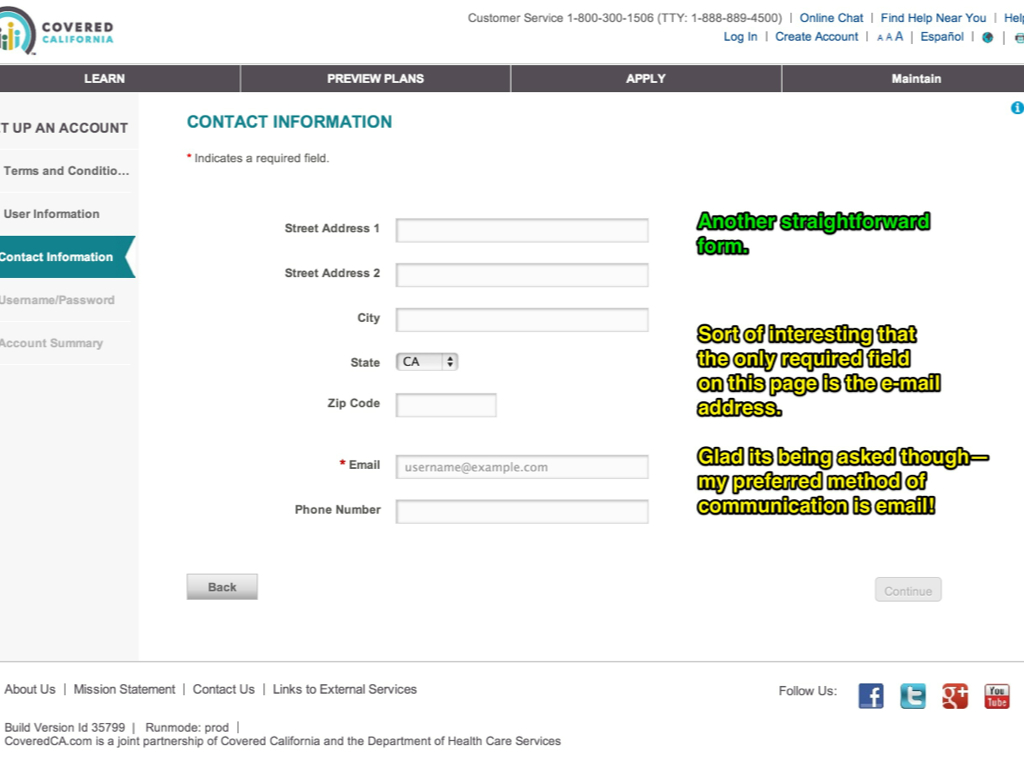 COVERED
CALIFORNIA
Customer Service 1-800-300-1506 (TTY: 1-888-889-4500) | Online Chat | Find Help Near You | Help
Log In | Create Account | A A A | Español |
LEARN PREVIEW PLANS APPLY Maintain
T UP AN ACCOUNT
Terms and Conditio...
User Information
Contact Information
Username/Password
Account Summary
CONTACT INFORMATION
* Indicates a required field.
Street Address 1
Street Address 2
City
State CA
Zip Code
* Email username@example.com
Phone Number
Another straightforward
form.
Sort of interesting that
the only required field
on this page is the e-mail
address.
Glad its being asked though—
my preferred method of
communication is email!
Back Continue
About Us | Mission Statement | Contact Us | Links to External Services
Follow Us: f t g+ You Tube
Build Version Id 35799 | Runmode: prod |
CoveredCA.com is a joint partnership of Covered California and the Department of Health Care Services